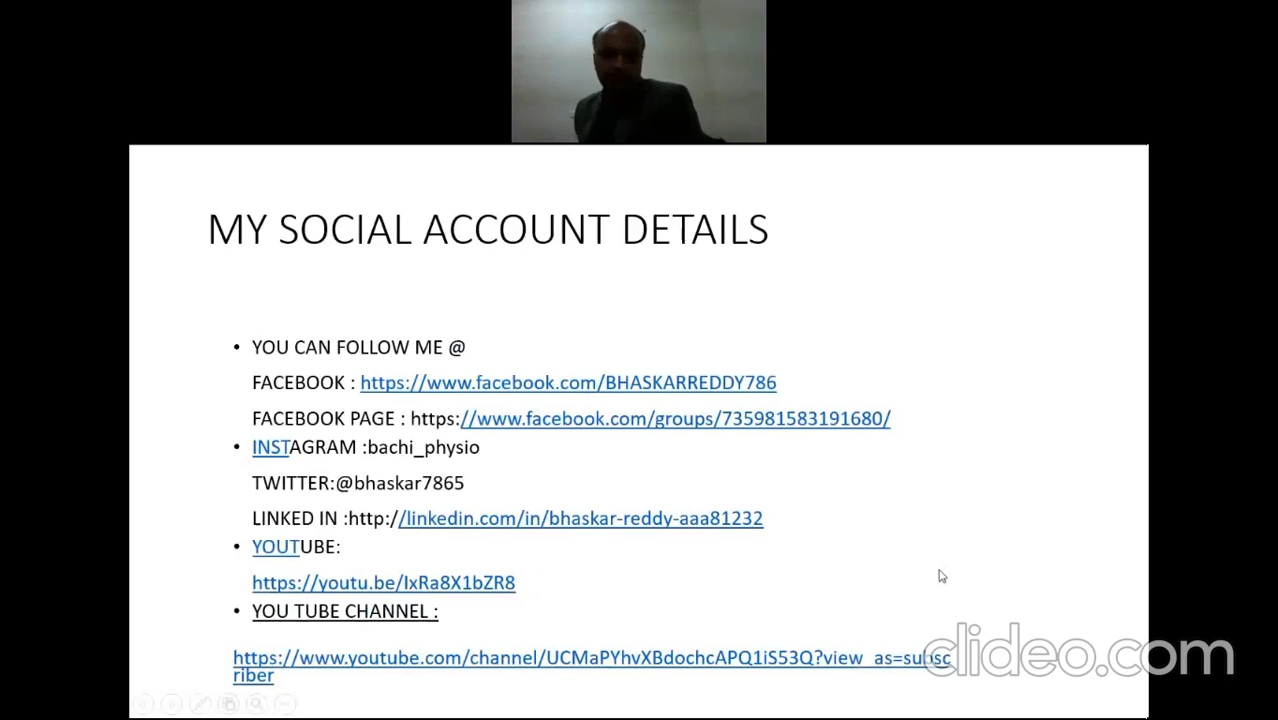 MY SOCIAL ACCOUNT DETAILS
• YOU CAN FOLLOW ME @
FACEBOOK : https://www.facebook.com/BHASKARREDDY786
FACEBOOK PAGE : https://www.facebook.com/groups/735981583191680/
• INSTAGRAM :bachi_physio
TWITTER:@bhaskar7865
LINKED IN :http://linkedin.com/in/bhaskar-reddy-aaa81232
• YOUTUBE:
https://youtu.be/IxRa8X1bZR8
• YOU TUBE CHANNEL :
https://www.youtube.com/channel/UCMaPYhvXBdochcAPQ1iS53Q?view_as=subsc
riber
clideo.com